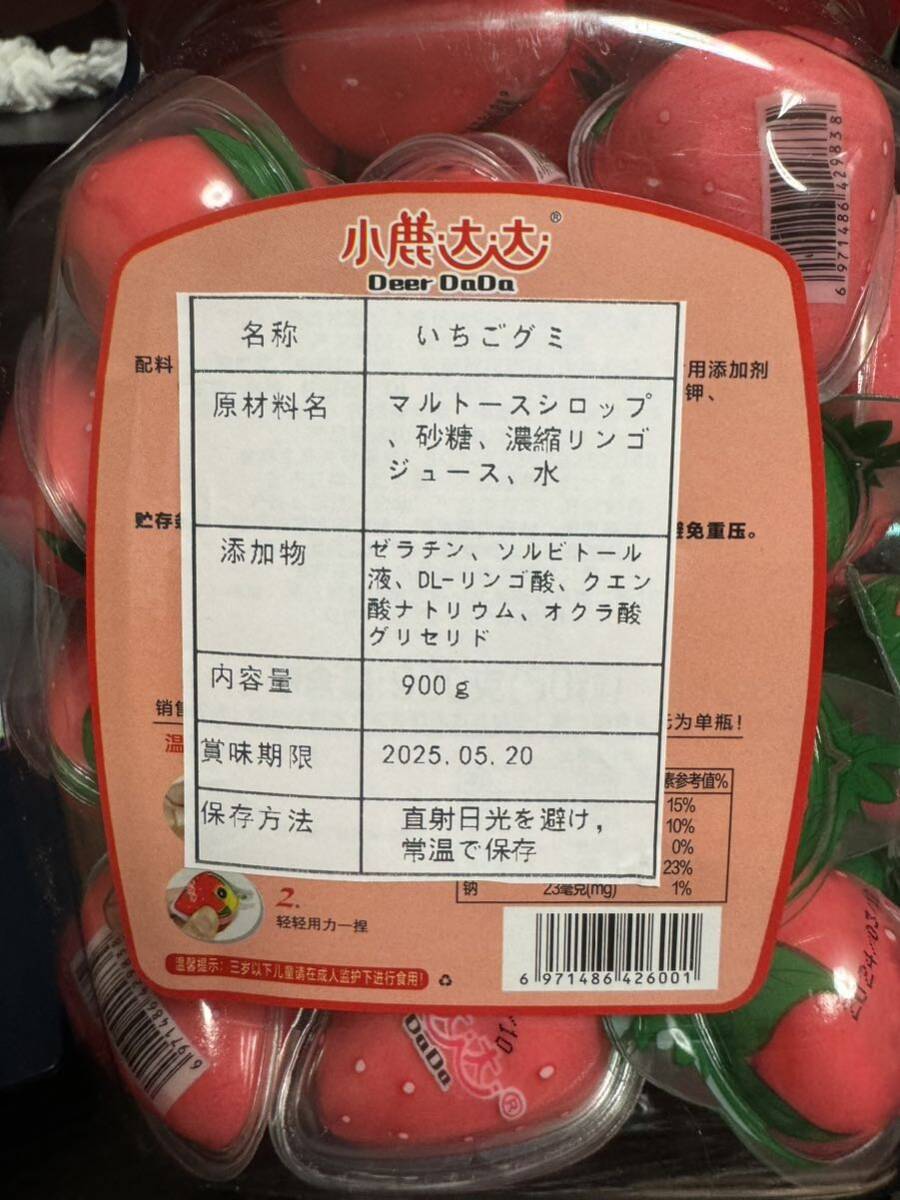 小鹿达达®
Deer DaDa
名称 いちごグミ
配料
用添加剂
钾、
原材料名 マルトースシロップ
、砂糖、濃縮リンゴ
ジュース、水
贮存
避免重压。
添加物 ゼラチン、ソルビトール
液、DL-リンゴ酸、クエン
酸ナトリウム、オクラ酸
グリセリド
内容量 900g
销售
为单瓶!
温
賞味期限 2025.05.20
素参考值%
15%
10%
0%
23%
保存方法 直射日光を避け,
常温で保存
钠 23毫克(mg) 1%
2.
轻轻用力一捏
温馨提示:三岁以下儿童请在成人监护下进行食用!
6 971486 426001
6 971486 429838
达达®
DaDa